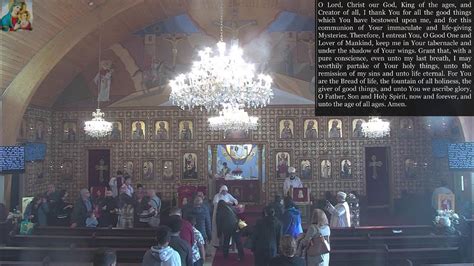 O Lord, Christ our God, King of the ages, and
Creator of all, I thank You for all the good things
which You have bestowed upon me, and for this
communion of Your immaculate and life-giving
Mysteries. Therefore, I entreat You, O Good One and
Lover of Mankind, keep me in Your tabernacle and
under the shadow of Your wings. Grant that, with a
pure conscience, even unto my last breath, I may
worthily partake of Your holy things, unto the
remission of my sins and unto life eternal. For You
are the Bread of life, the fountain of all holiness, the
giver of good things, and unto You we ascribe glory,
O Father, Son and Holy Spirit, now and forever, and
unto the age of all ages. Amen.